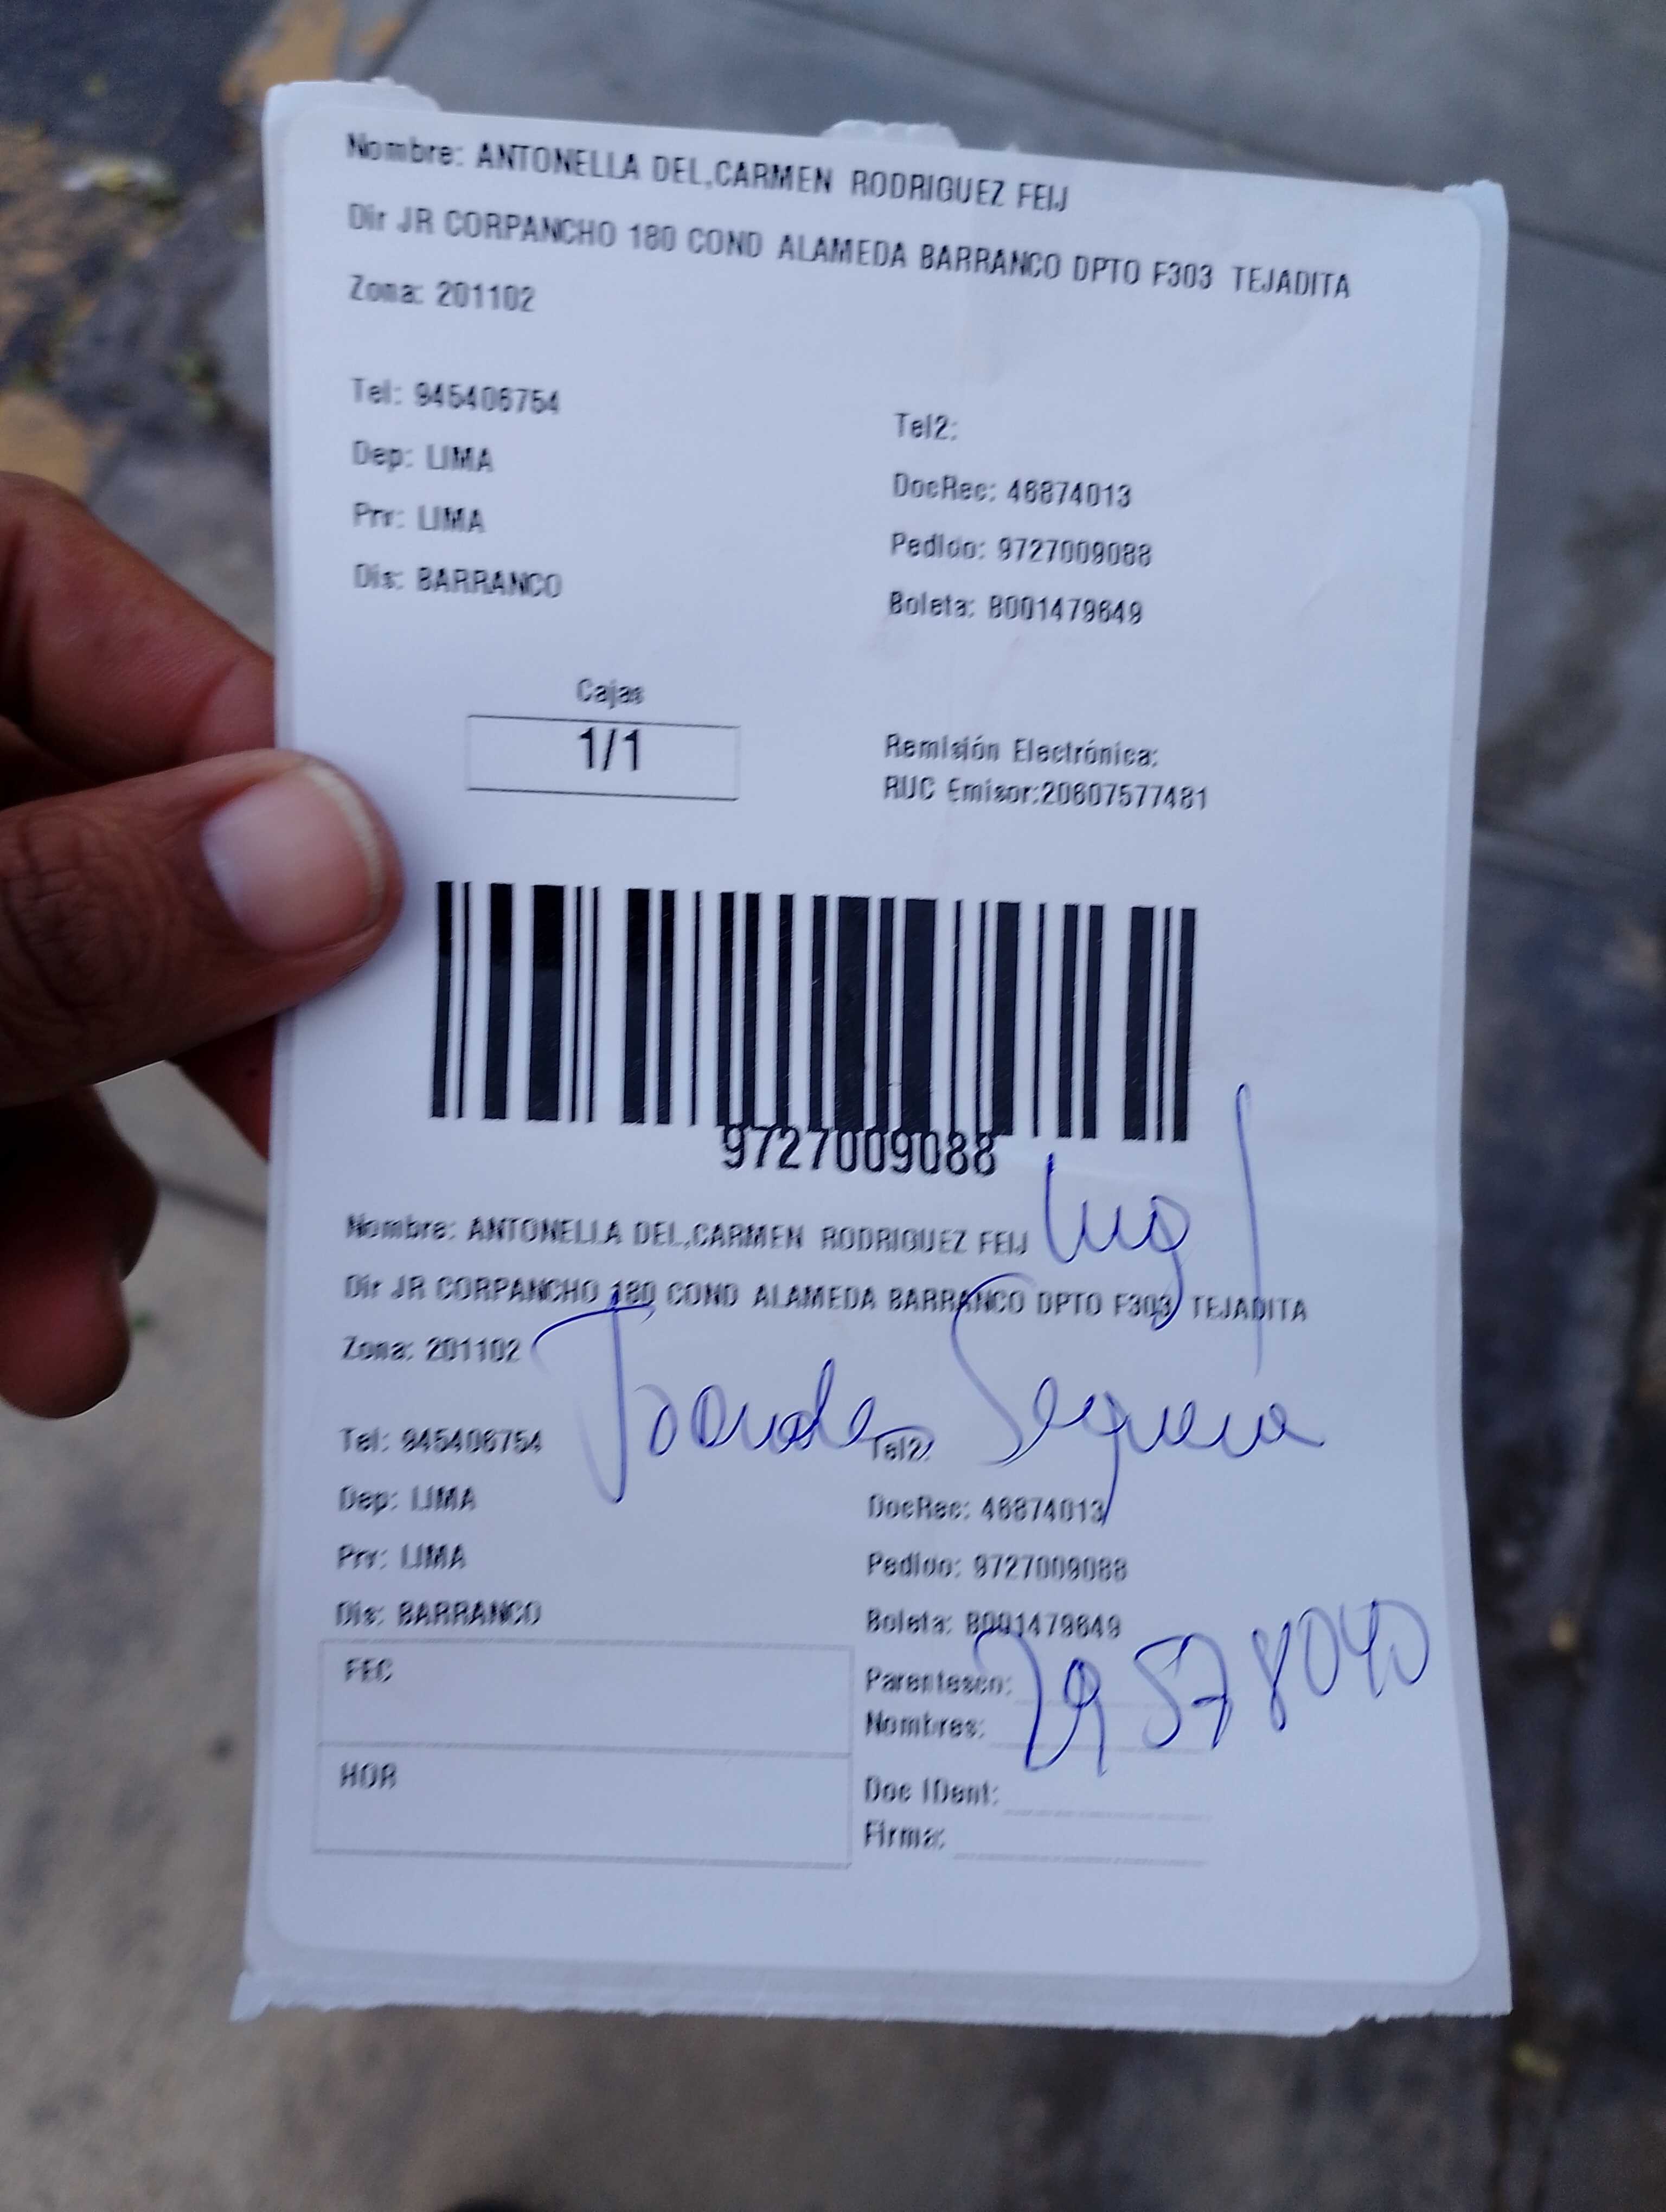 Nombre: ANTONELLA DEL,CARMEN RODRIGUEZ FEIJ
Dir JR CORPANCHO 180 COND ALAMEDA BARRANCO DPTO F303 TEJADITA
Zona: 201102
Tel: 945406754
Tel2:
Dep: LIMA
DocRec: 46874013
Prv: LIMA
Pedido: 9727009088
Dis: BARRANCO
Boleta: B001479649
Cajas
1/1
Remisión Electrónica:
RUC Emisor:20607577481
9727009088
Nombre: ANTONELLA DEL,CARMEN RODRIGUEZ FEIJ
Dir JR CORPANCHO 180 COND ALAMEDA BARRANCO DPTO F303 TEJADITA
Zona: 201102
Tel: 945406754
Tel2:
Dep: LIMA
DocRec: 46874013
Prv: LIMA
Pedido: 9727009088
Dis: BARRANCO
Boleta: B001479649
FEC
Parentesco:
Nombres:
HOR
Doc IDent:
Firma: